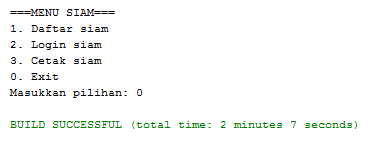 ===MENU SIAM===
1. Daftar siam
2. Login siam
3. Cetak siam
0. Exit
Masukkan pilihan: 0
BUILD SUCCESSFUL (total time: 2 minutes 7 seconds)